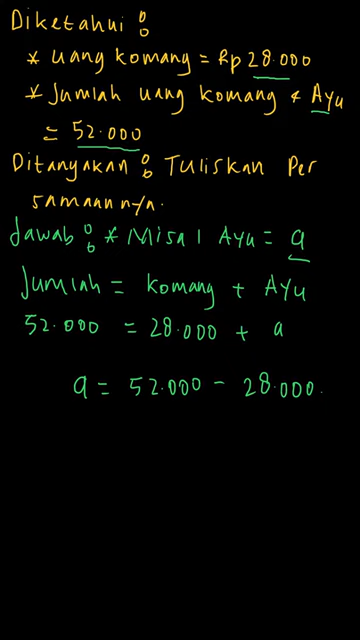 Diketahui :
* uang komang = Rp 28.000
* Jumlah uang komang & Ayu
= 52.000
Ditanyakan : Tuliskan Per
samaannya.
Jawab : * Misal Ayu = a
Jumlah = komang + Ayu
52.000 = 28.000 + a
a = 52.000 - 28.000.